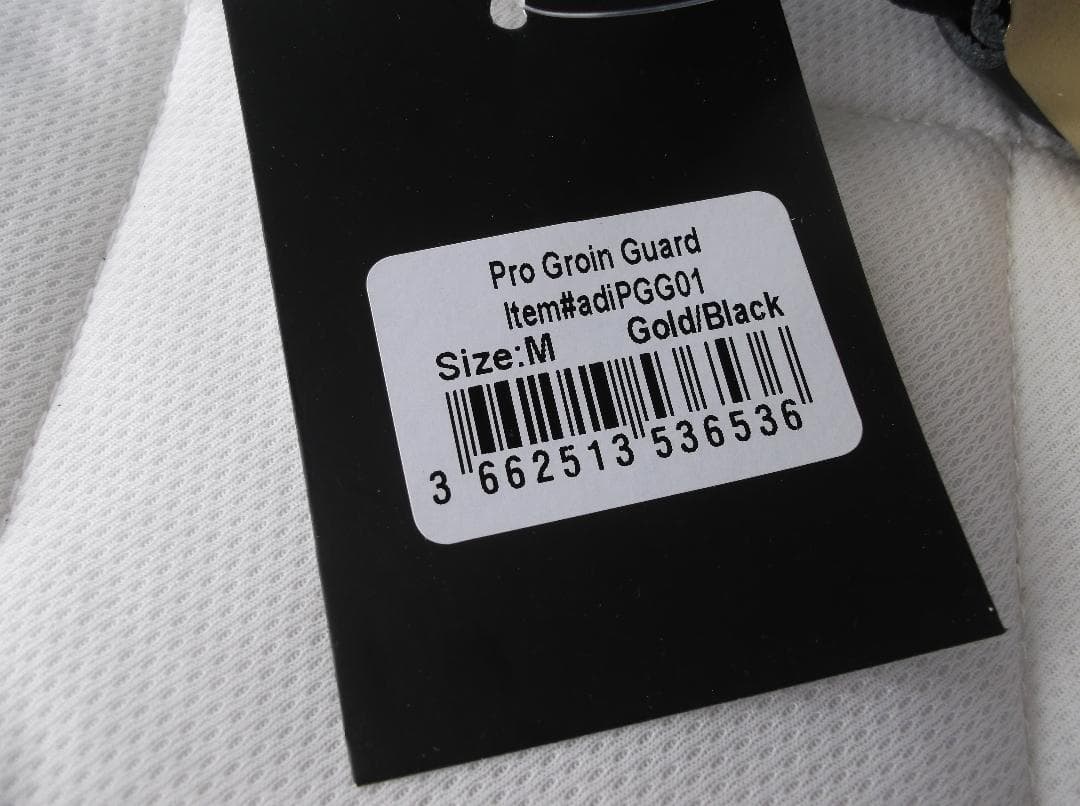 Pro Groin Guard
Item#adiPGG01
Size:M Gold/Black
3 662513 536536